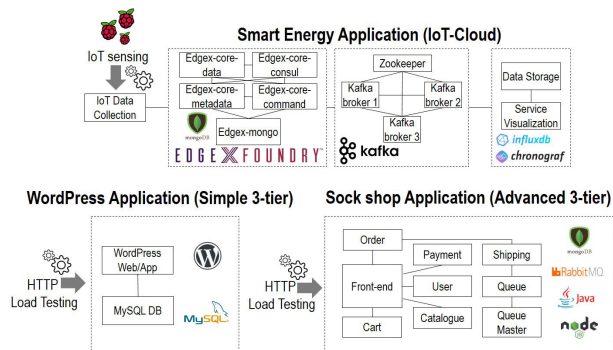 Smart Energy Application (IoT-Cloud)
IoT sensing
IoT Data
Collection
Edgex-core-
data
Edgex-core-
consul
Edgex-core-
metadata
Edgex-core-
command
Edgex-mongo
mongoDB
EDGE X FOUNDRY™
Zookeeper
Kafka
broker 1
Kafka
broker 2
Kafka
broker 3
kafka
Data Storage
Service
Visualization
influxdb
chronograf
WordPress Application (Simple 3-tier)
HTTP
Load Testing
WordPress
Web/App
MySQL DB
MySQL
Sock shop Application (Advanced 3-tier)
HTTP
Load Testing
Order
Front-end
Cart
Payment
User
Catalogue
Shipping
Queue
Queue
Master
mongoDB
RabbitMQ
Java
node
JS